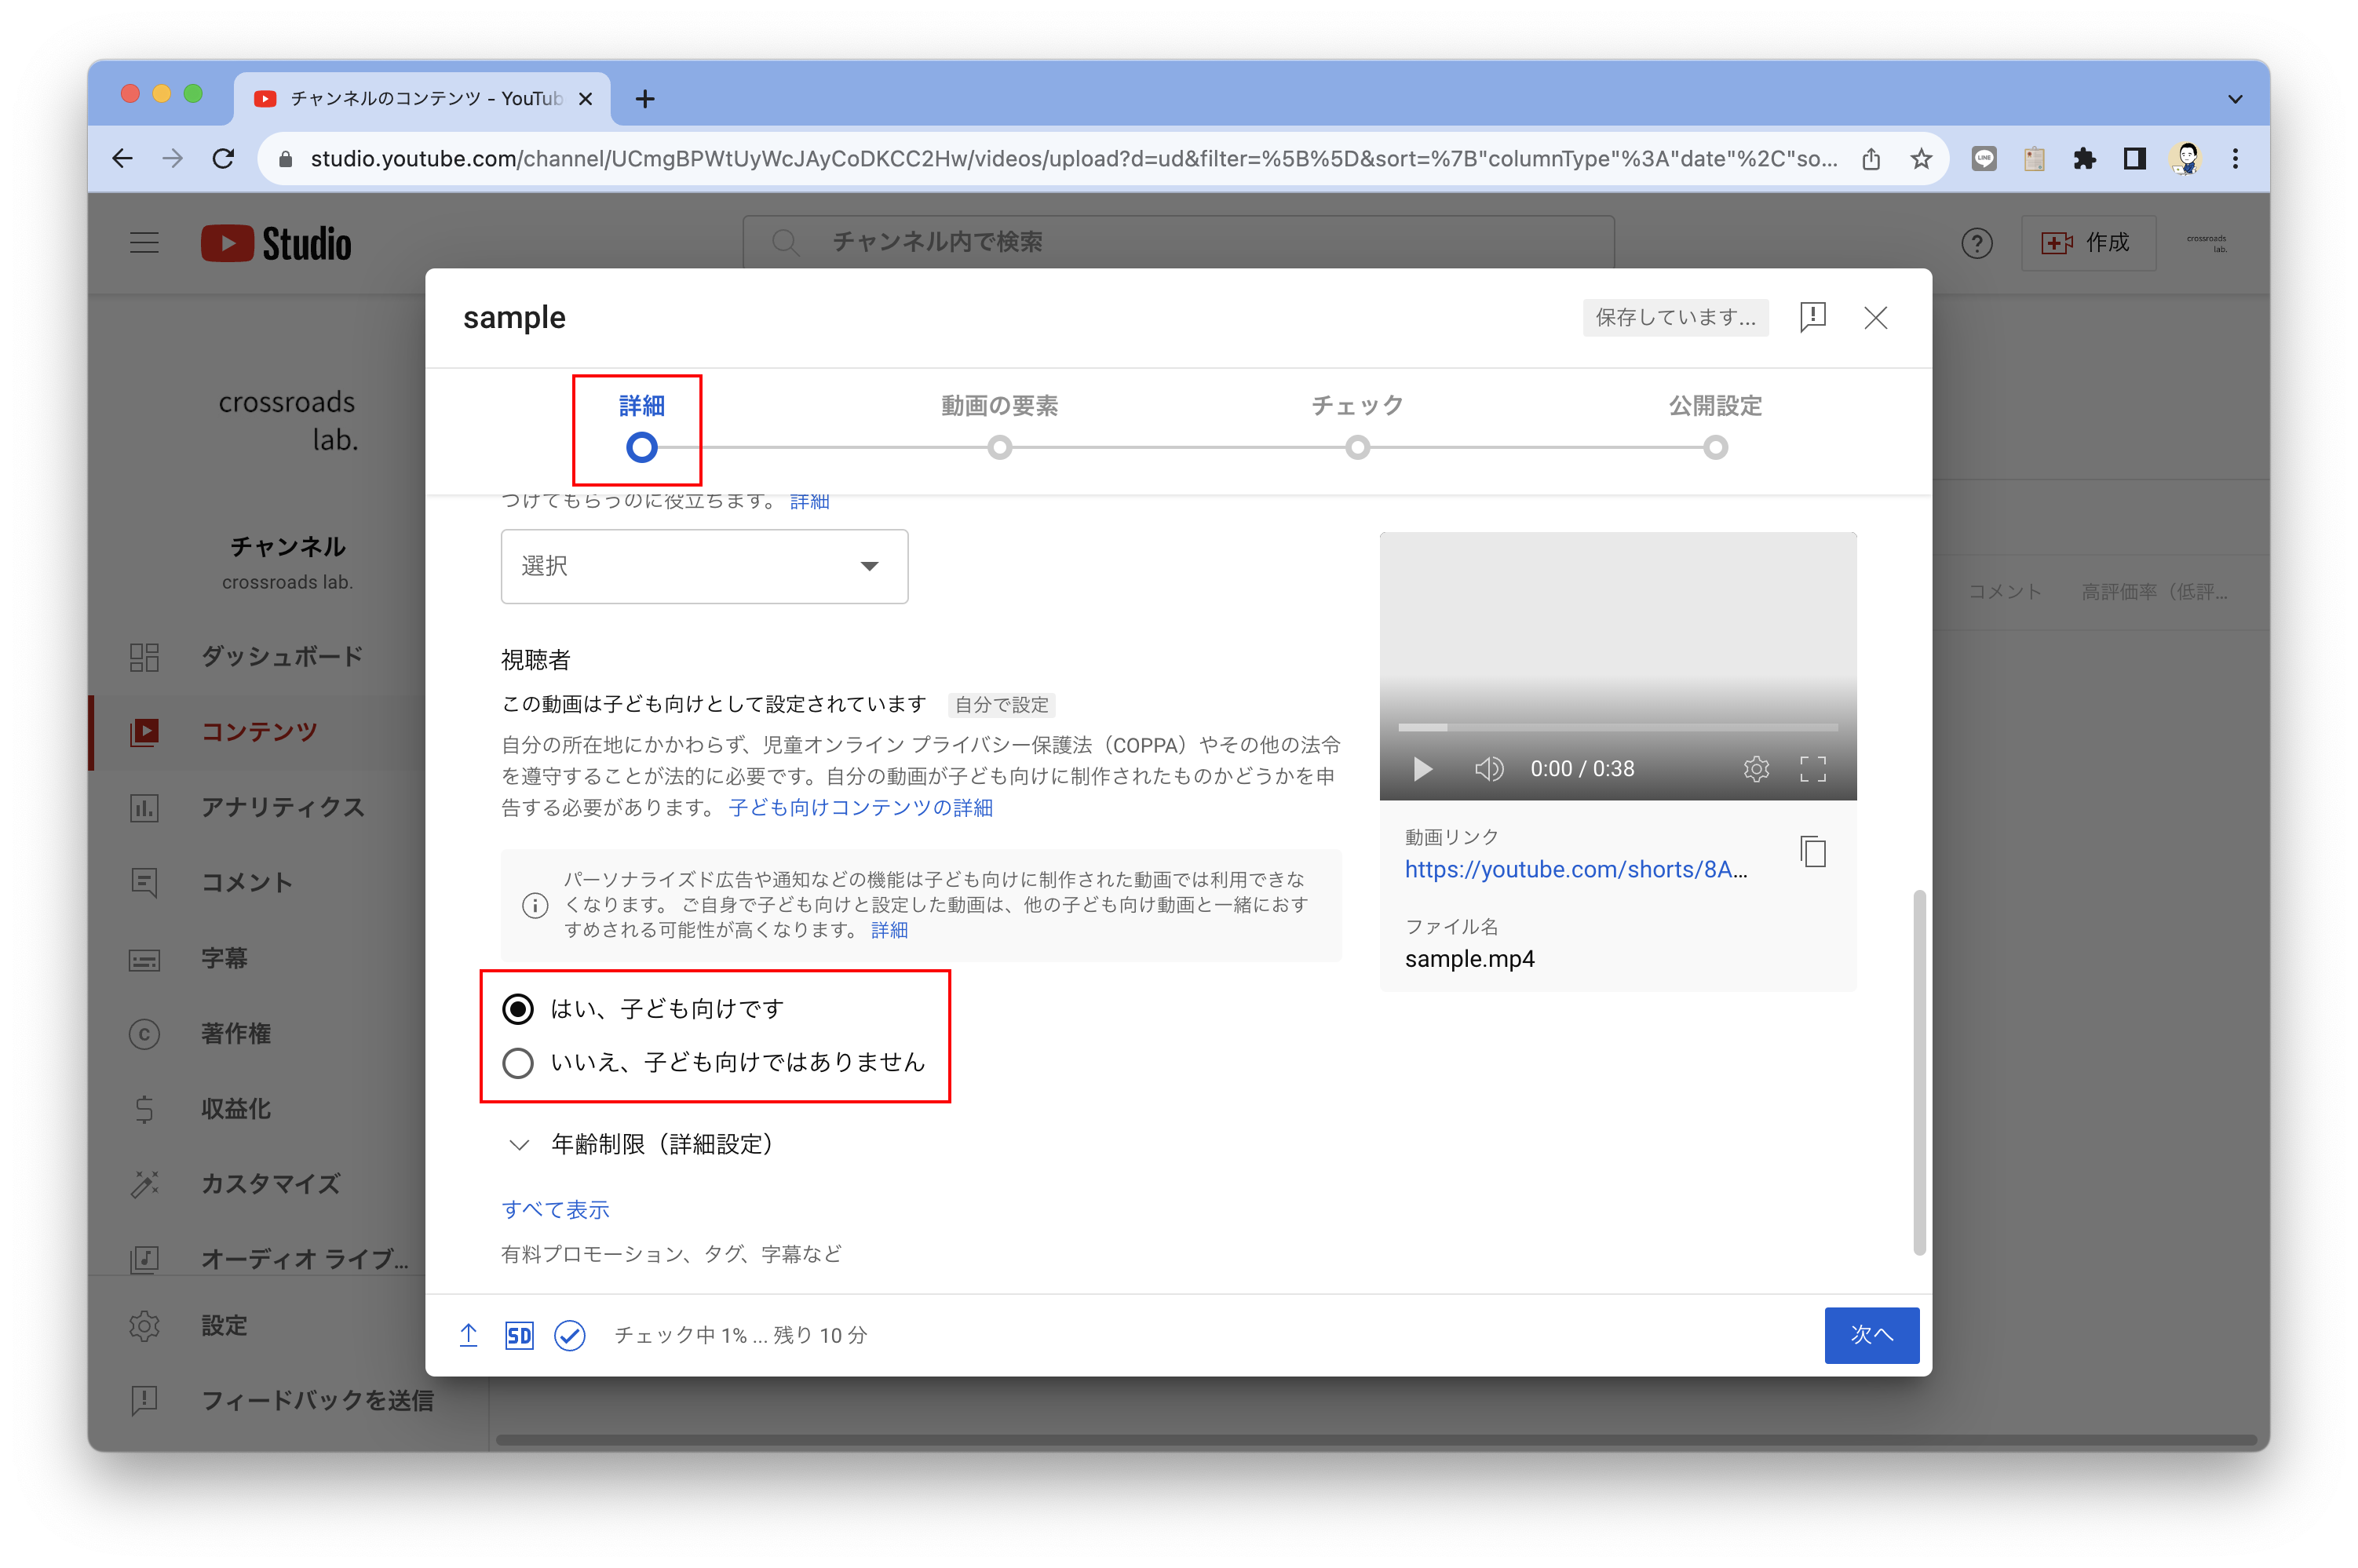 チャンネルのコンテンツ - YouTub
studio.youtube.com/channel/UCmgBPWtUyWcJAyCoDKCC2Hw/videos/upload?d=ud&filter=%5B%5D&sort=%7B"columnType"%3A"date"%2C"so...
Studio
チャンネル内で検索
作成
crossroads
lab.
crossroads
lab.
チャンネル
crossroads lab.
ダッシュボード
コンテンツ
アナリティクス
コメント
字幕
著作権
収益化
カスタマイズ
オーディオ ライブ...
設定
フィードバックを送信
コメント
高評価率（低評...
sample
保存しています...
詳細
動画の要素
チェック
公開設定
つけてもらうのに役立ちます。 詳細
選択
視聴者
この動画は子ども向けとして設定されています 自分で設定
自分の所在地にかかわらず、児童オンライン プライバシー保護法（COPPA）やその他の法令
を遵守することが法的に必要です。自分の動画が子ども向けに制作されたものかどうかを申
告する必要があります。 子ども向けコンテンツの詳細
パーソナライズド広告や通知などの機能は子ども向けに制作された動画では利用できな
くなります。 ご自身で子ども向けと設定した動画は、他の子ども向け動画と一緒におす
すめされる可能性が高くなります。 詳細
はい、子ども向けです
いいえ、子ども向けではありません
年齢制限（詳細設定）
すべて表示
有料プロモーション、タグ、字幕など
0:00 / 0:38
動画リンク
https://youtube.com/shorts/8A...
ファイル名
sample.mp4
SD
チェック中 1% ... 残り 10 分
次へ